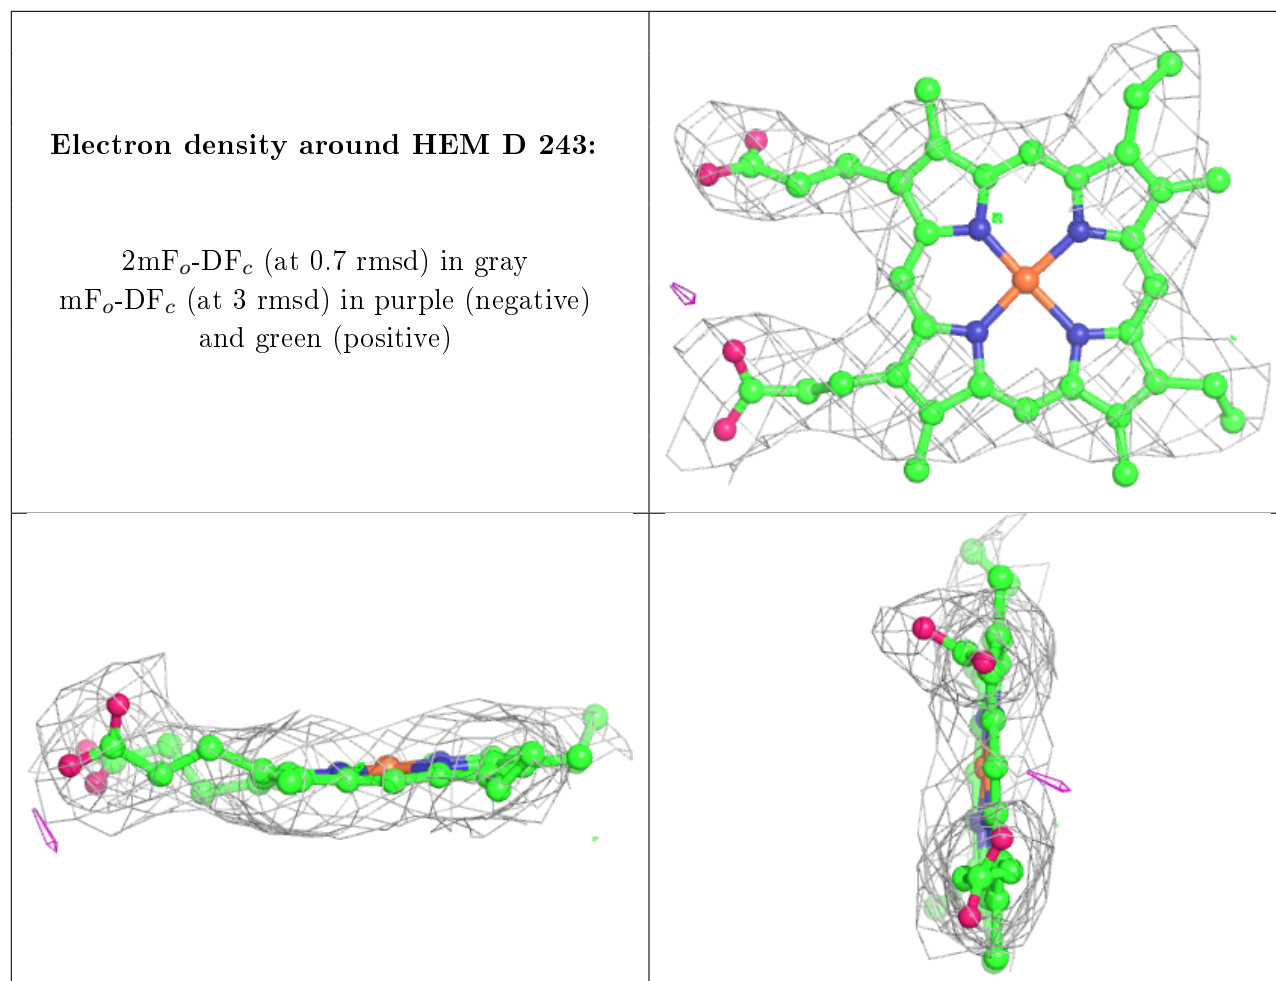 Electron density around HEM D 243:
2mFo-DFc (at 0.7 rmsd) in gray
mFo-DFc (at 3 rmsd) in purple (negative)
and green (positive)